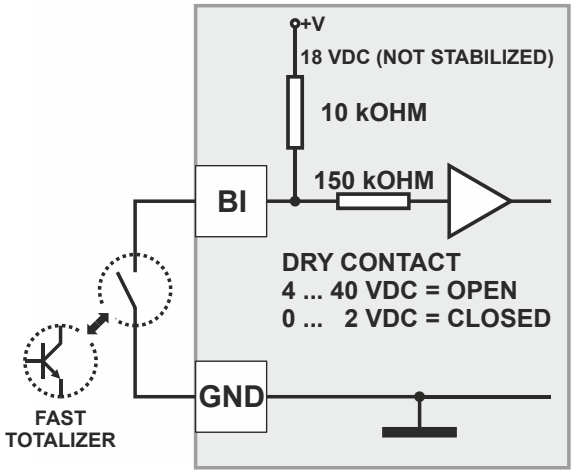 +V
18 VDC (NOT STABILIZED)
10 kOHM
150 kOHM
BI
DRY CONTACT
4 ... 40 VDC = OPEN
0 ... 2 VDC = CLOSED
GND
FAST
TOTALIZER